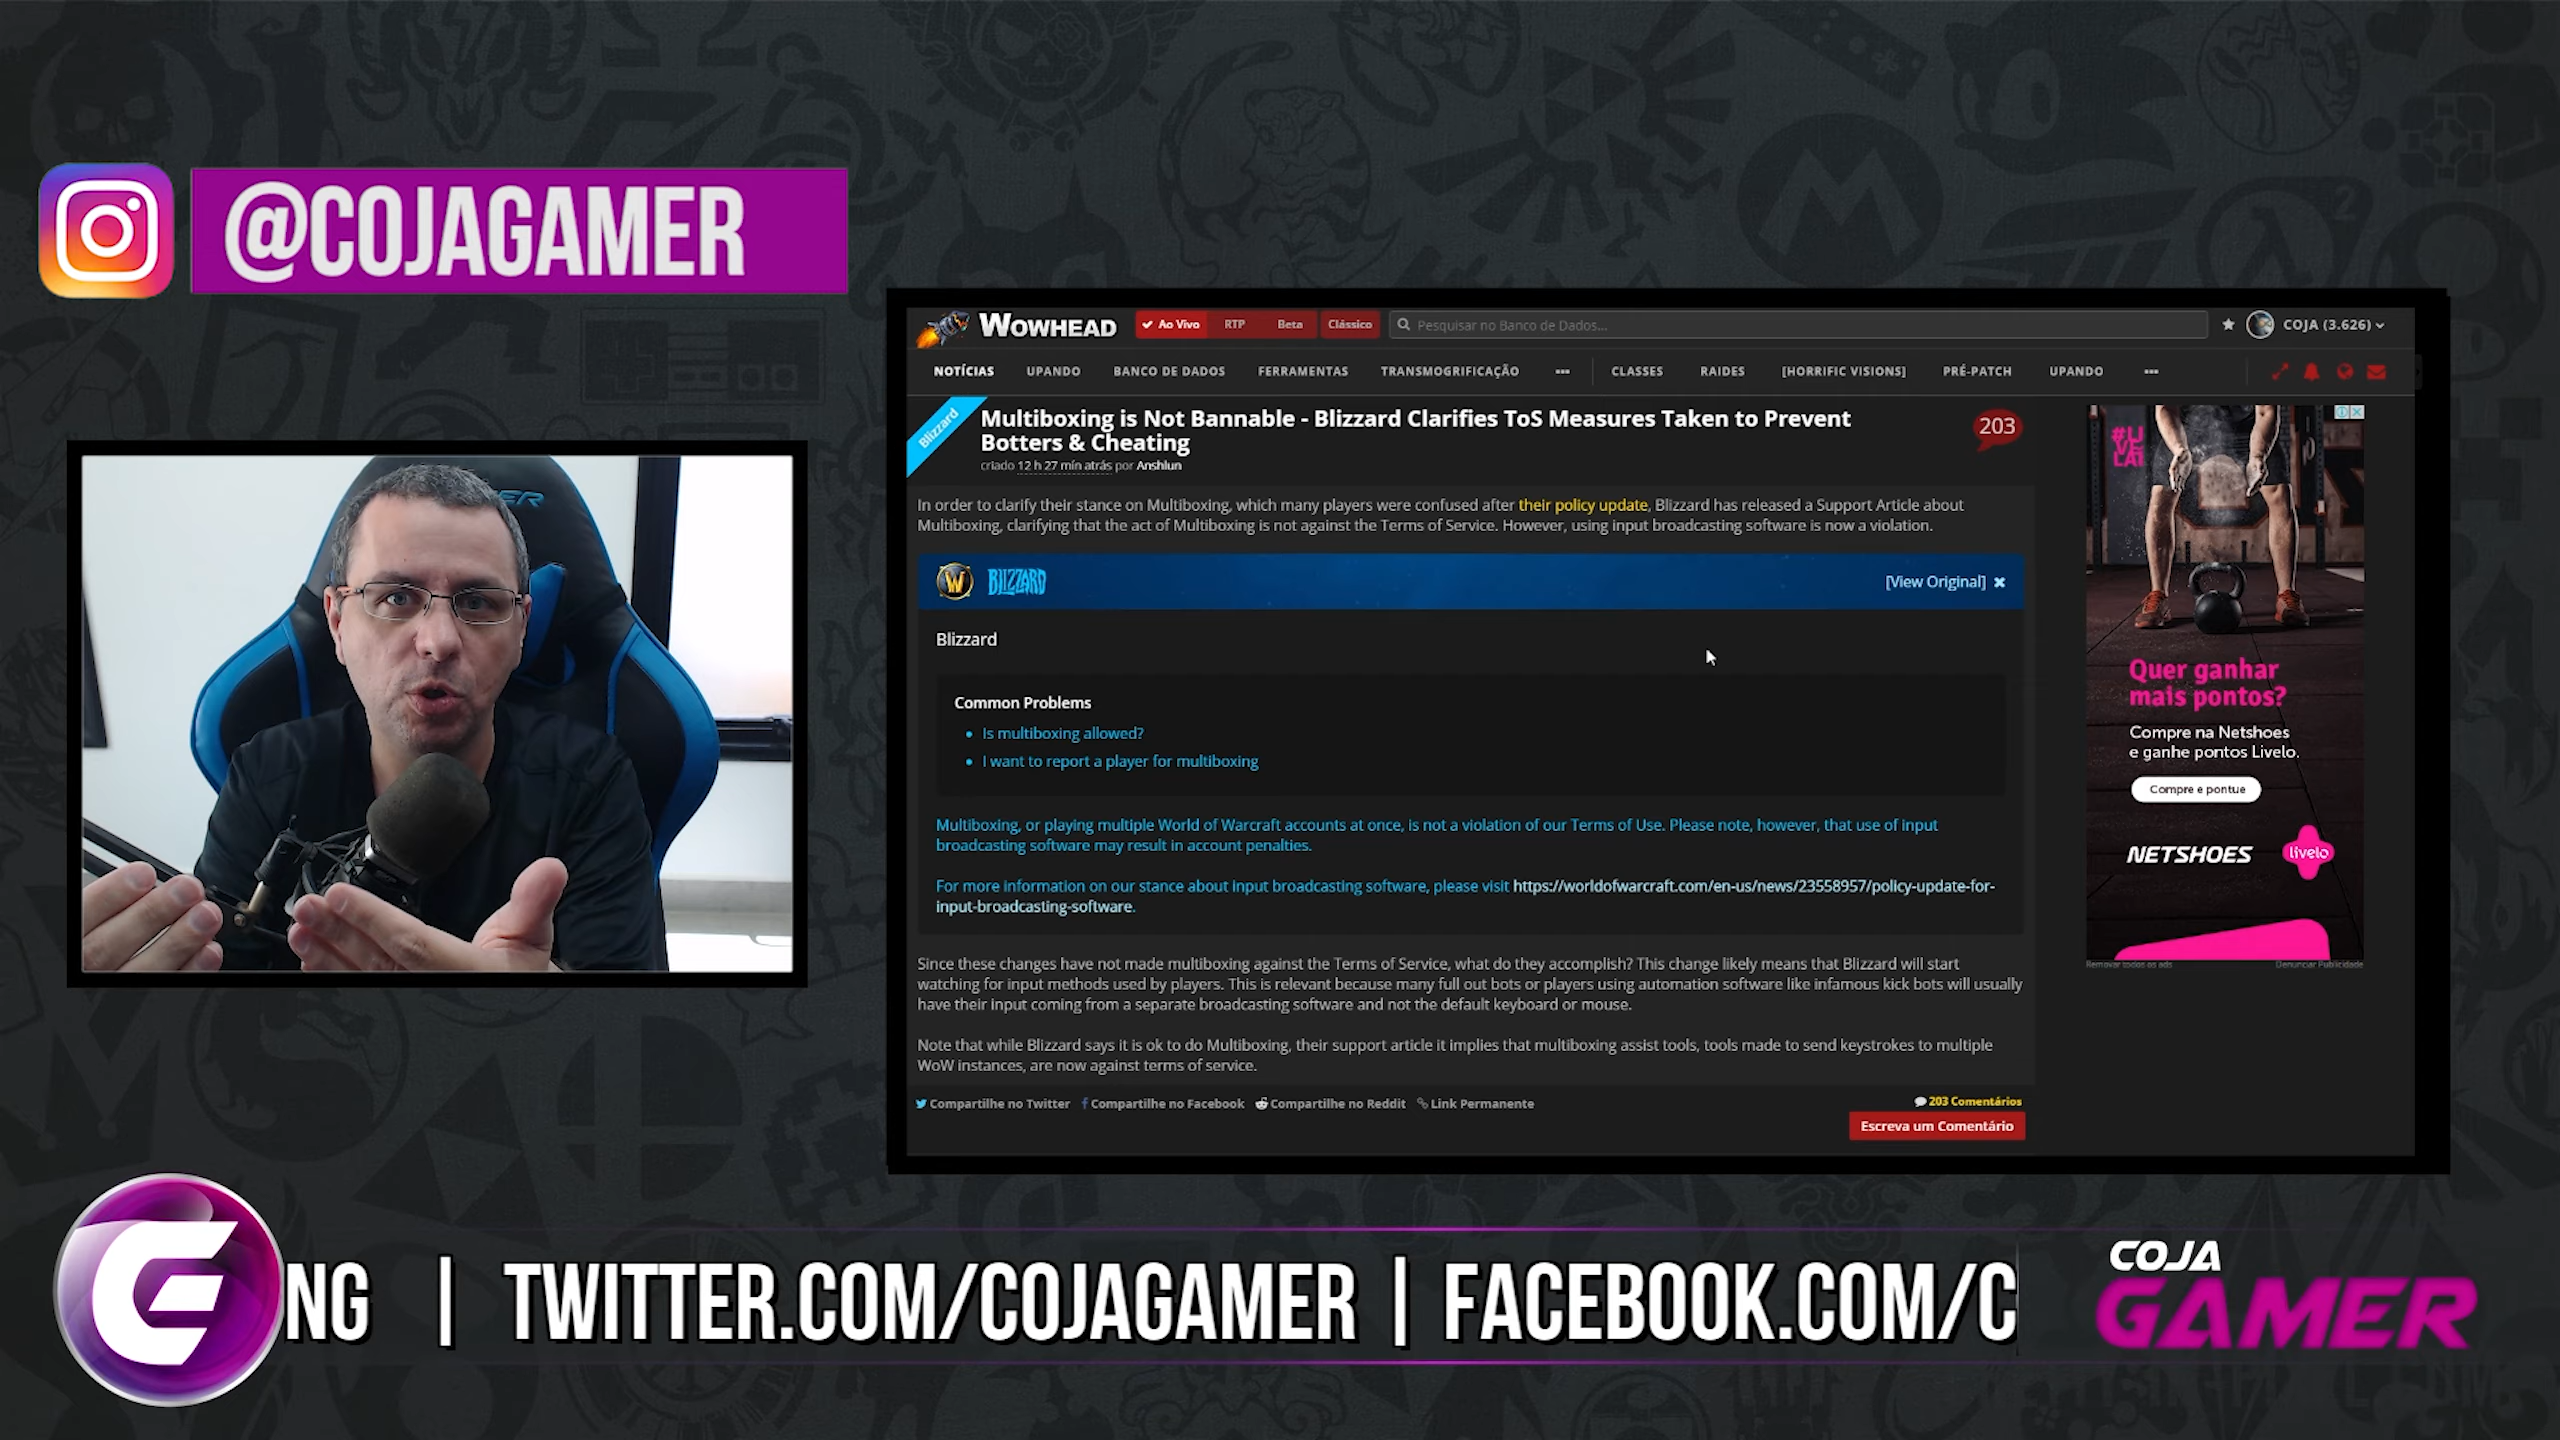 @COJAGAMER
WOWHEAD
Ao Vivo
RTP
Beta
Clássico
Pesquisar no Banco de Dados...
COJA (3.626)
NOTÍCIAS
UPANDO
BANCO DE DADOS
FERRAMENTAS
TRANSMOGRIFICAÇÃO
CLASSES
RAIDES
[HORRIFIC VISIONS]
PRÉ-PATCH
UPANDO
Blizzard
Multiboxing is Not Bannable - Blizzard Clarifies ToS Measures Taken to Prevent
Botters & Cheating
203
criado 12 h 27 mín atrás por Anshlun
In order to clarify their stance on Multiboxing, which many players were confused after their policy update, Blizzard has released a Support Article about
Multiboxing, clarifying that the act of Multiboxing is not against the Terms of Service. However, using input broadcasting software is now a violation.
W
BLIZZARD
[View Original]
Blizzard
Common Problems
Is multiboxing allowed?
I want to report a player for multiboxing
Multiboxing, or playing multiple World of Warcraft accounts at once, is not a violation of our Terms of Use. Please note, however, that use of input
broadcasting software may result in account penalties.
For more information on our stance about input broadcasting software, please visit https://worldofwarcraft.com/en-us/news/23558957/policy-update-for-
input-broadcasting-software.
Since these changes have not made multiboxing against the Terms of Service, what do they accomplish? This change likely means that Blizzard will start
watching for input methods used by players. This is relevant because many full out bots or players using automation software like infamous kick bots will usually
have their input coming from a separate broadcasting software and not the default keyboard or mouse.
Note that while Blizzard says it is ok to do Multiboxing, their support article it implies that multiboxing assist tools, tools made to send keystrokes to multiple
WoW instances, are now against terms of service.
Compartilhe no Twitter
Compartilhe no Facebook
Compartilhe no Reddit
Link Permanente
203 Comentários
Escreva um Comentário
Quer ganhar
mais pontos?
Compre na Netshoes
e ganhe pontos Livelo.
Compre e pontue
NETSHOES
livelo
Remover todos os ads
Denunciar Publicidade
NG | TWITTER.COM/COJAGAMER | FACEBOOK.COM/C
COJA
GAMER